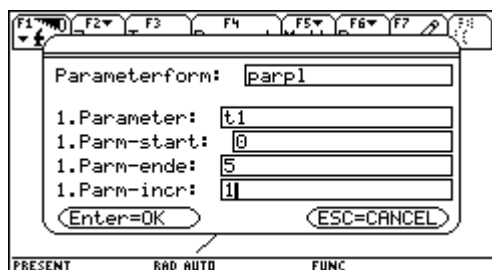 F1 F2 F3 F4 F5 F6 F7
Parameterform: parpl
1.Parameter: t1
1.Parm-start: 0
1.Parm-ende: 5
1.Parm-incr: 1
Enter=OK ESC=CANCEL
PRESENT RAD AUTO FUNC